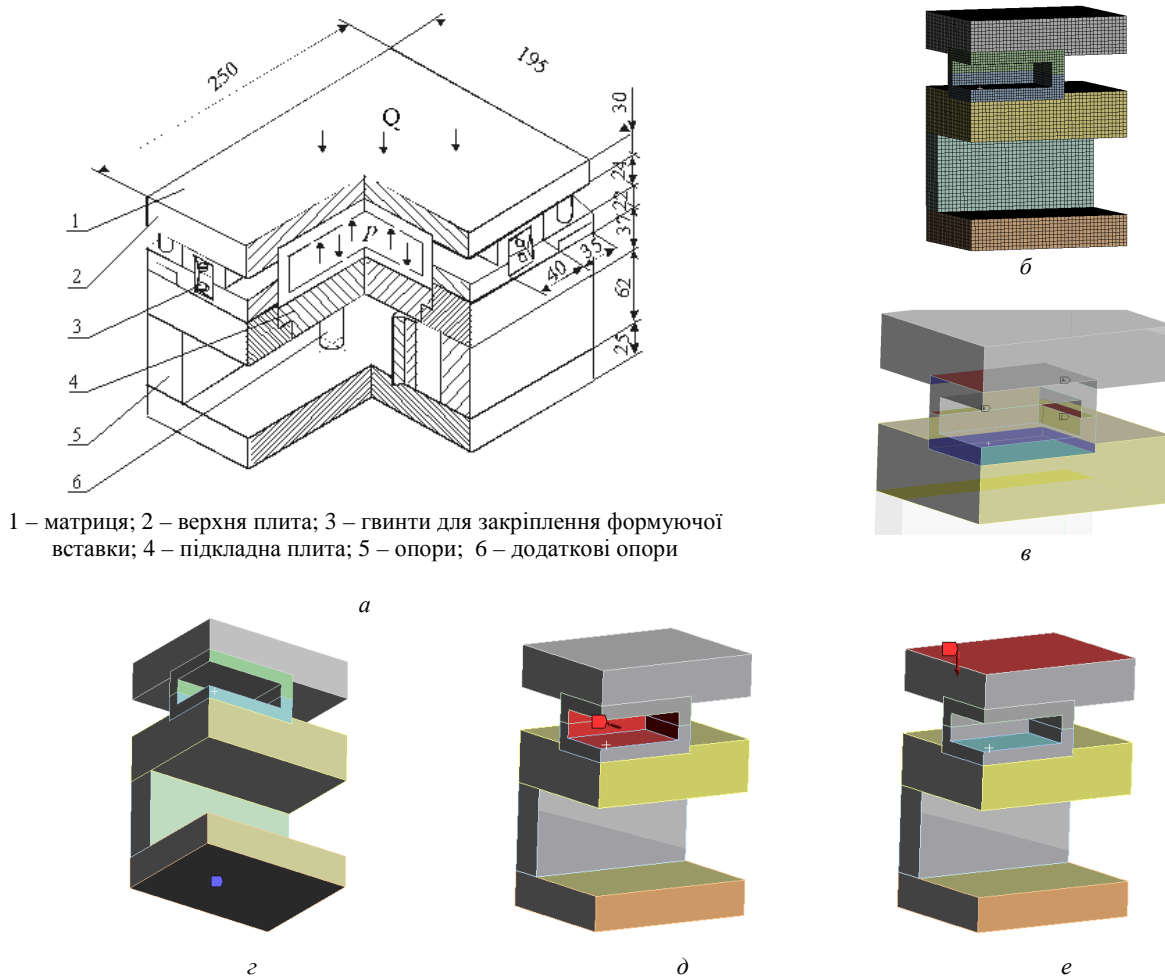 250
195
Q
30
24
22
37
40
35
62
25
p
1
2
3
4
5
6
1 – матриця; 2 – верхня плита; 3 – гвинти для закріплення формуючої
вставки; 4 – підкладна плита; 5 – опори; 6 – додаткові опори
а
б
в
г
д
е